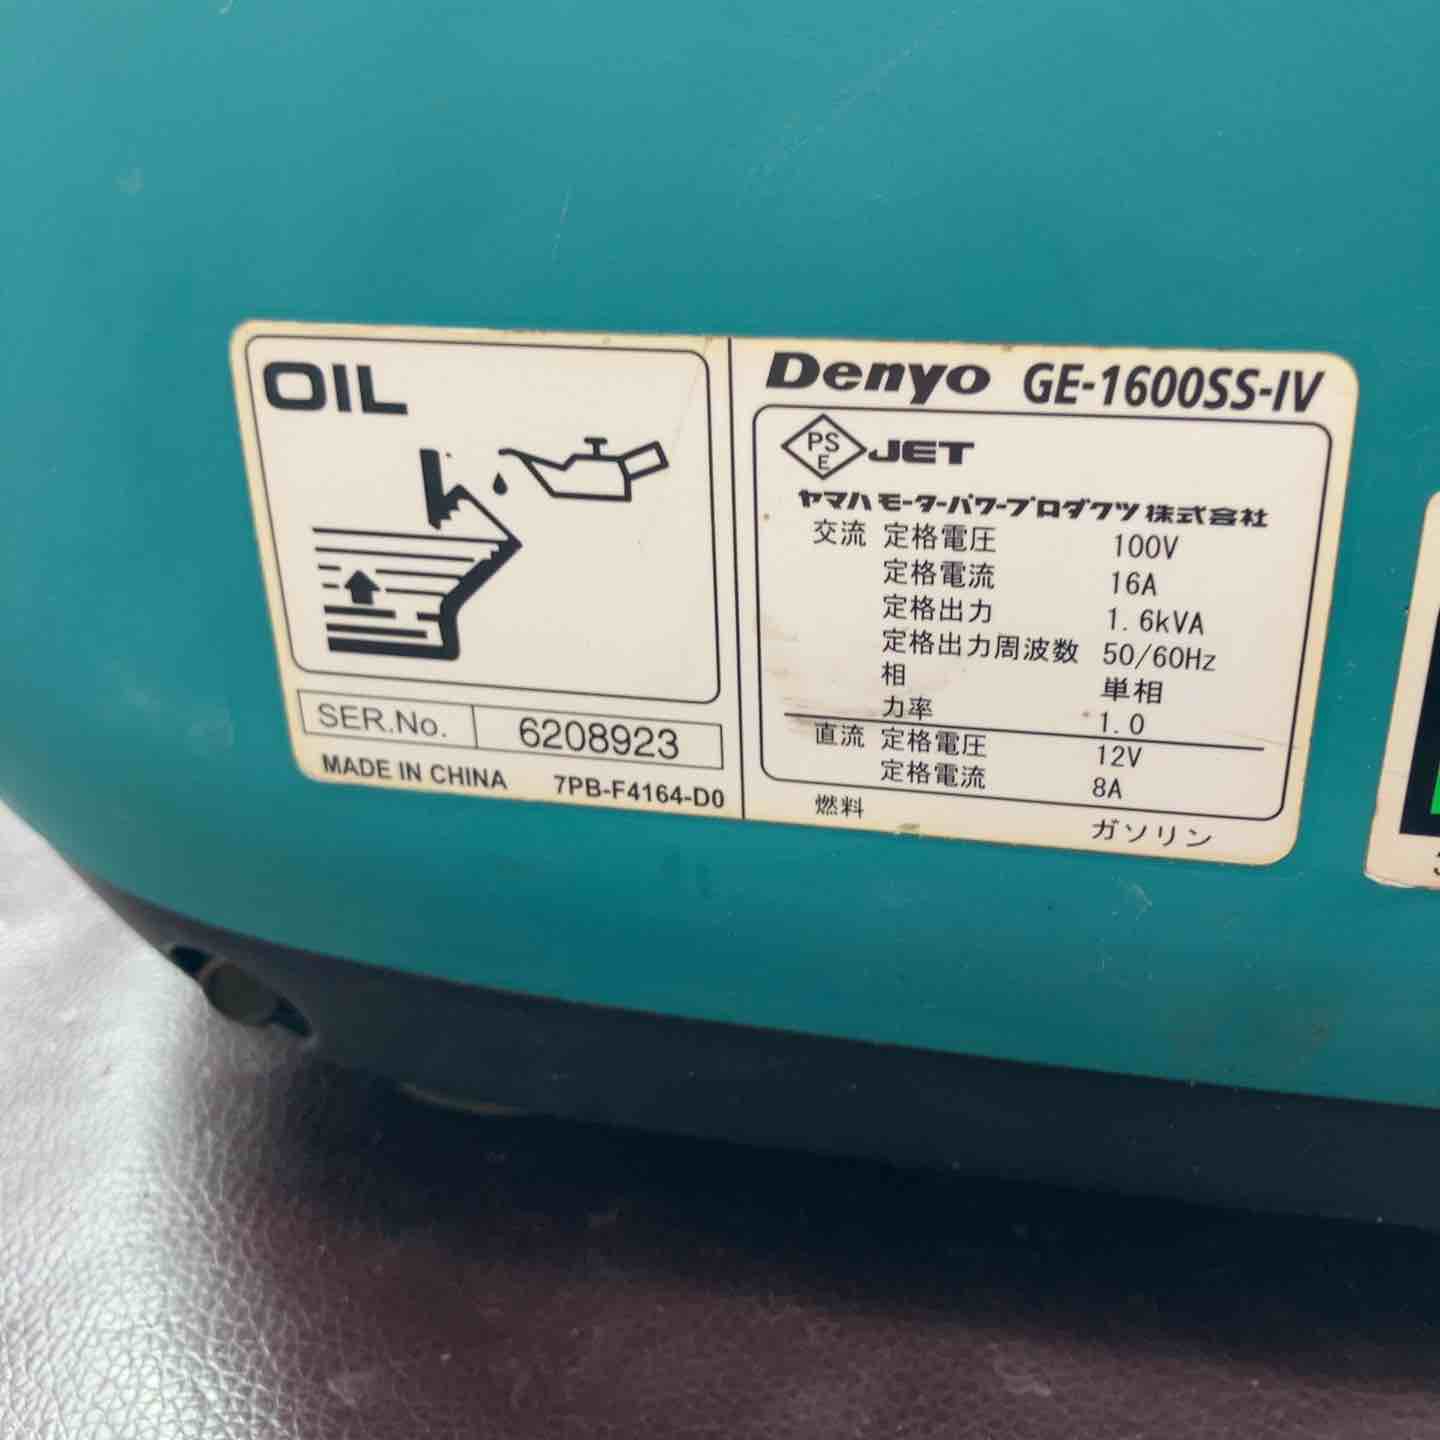 OIL
SER.No. 6208923
MADE IN CHINA 7PB-F4164-D0
Denyo GE-1600SS-IV
PSE JET
ヤマハモーターパワープロダクツ株式会社
交流 定格電圧 100V
定格電流 16A
定格出力 1.6kVA
定格出力周波数 50/60Hz
相 単相
力率 1.0
直流 定格電圧 12V
定格電流 8A
燃料 ガソリン